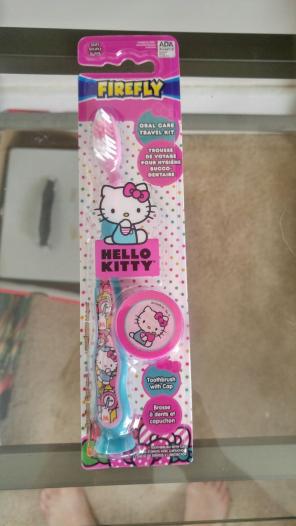 ADA
Accepted
FIREFLY
ORAL CARE
TRAVEL KIT
TROUSSE
DE VOYAGE
POUR HYGIÈNE
BUCCO-
DENTAIRE
HELLO
KITTY
Toothbrush
with Cap
Brosse
à dents et
capuchon